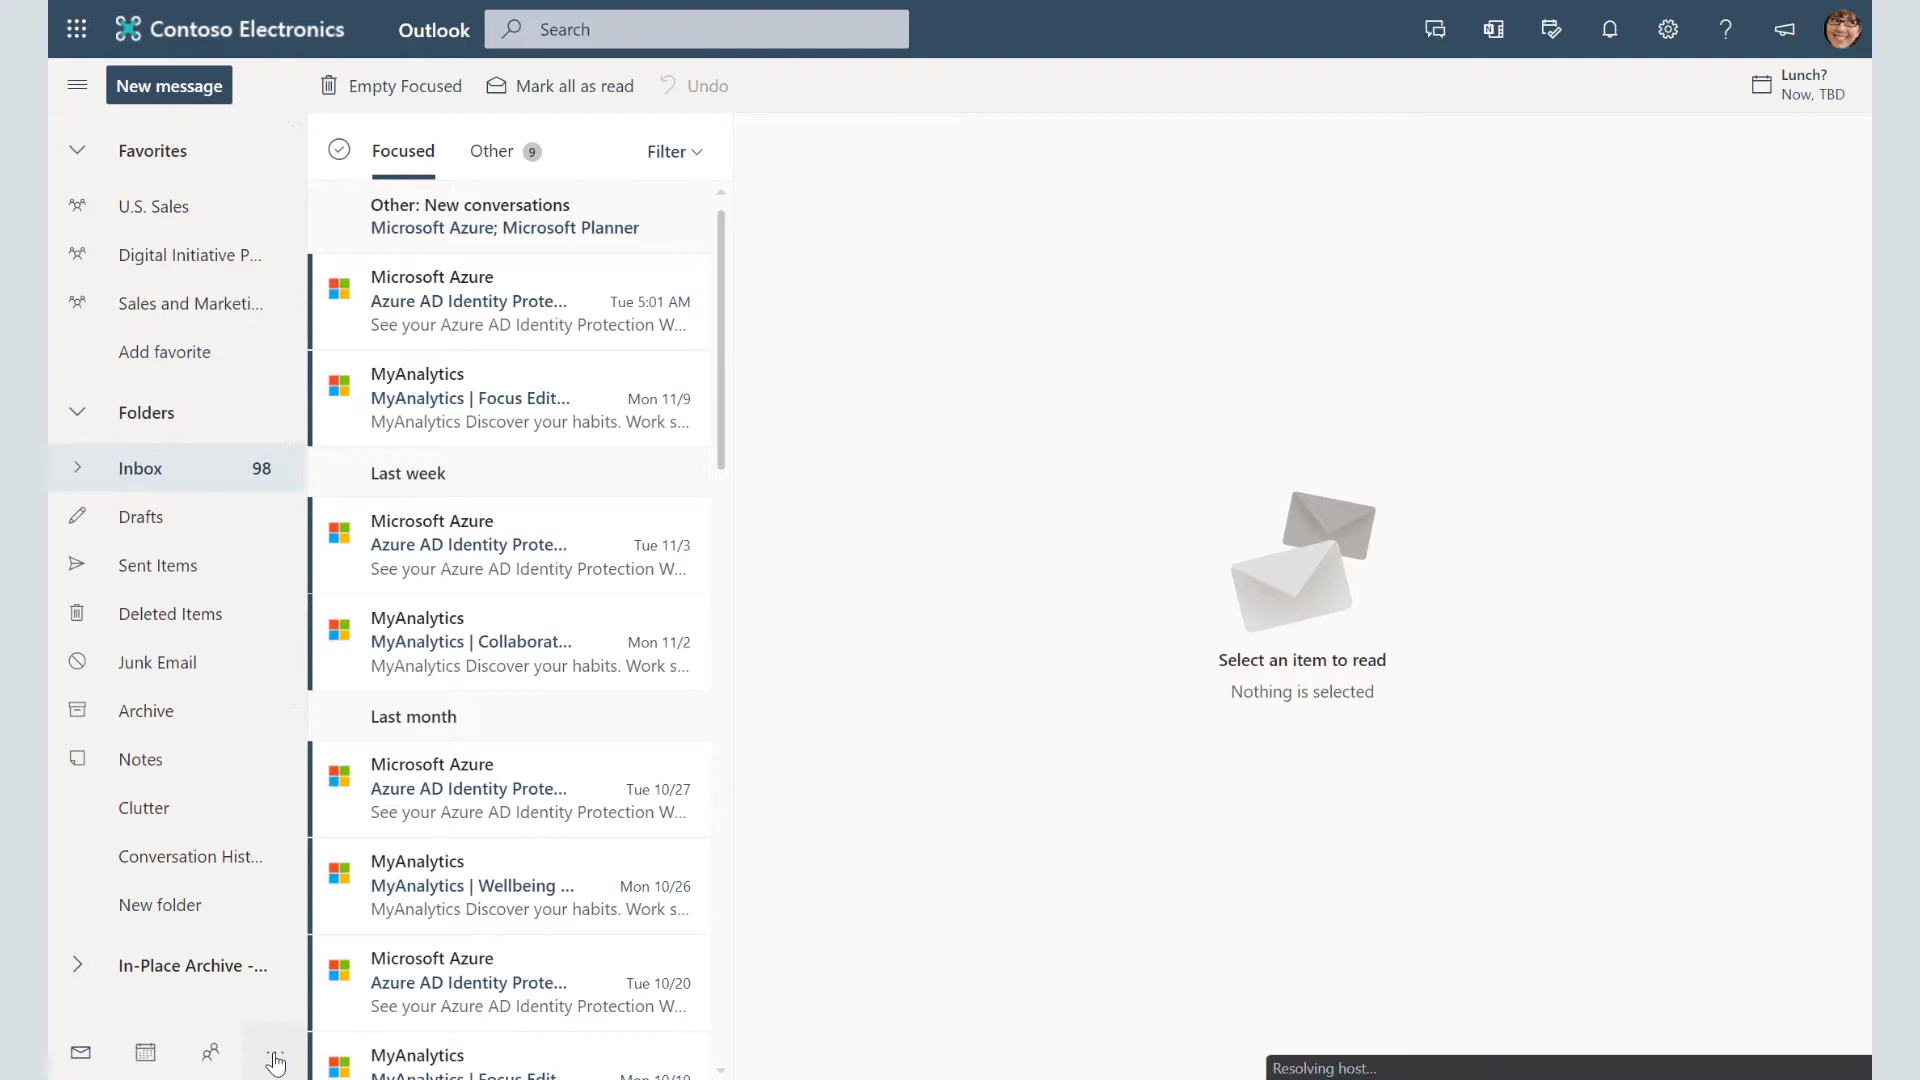 Contoso Electronics
Outlook
Search
New message
Empty Focused
Mark all as read
Undo
Lunch?
Now, TBD
Favorites
U.S. Sales
Digital Initiative P...
Sales and Marketi...
Add favorite
Folders
Inbox 98
Drafts
Sent Items
Deleted Items
Junk Email
Archive
Notes
Clutter
Conversation Hist...
New folder
In-Place Archive -...
Focused
Other 9
Filter
Other: New conversations
Microsoft Azure; Microsoft Planner
Microsoft Azure
Azure AD Identity Prote... Tue 5:01 AM
See your Azure AD Identity Protection W...
MyAnalytics
MyAnalytics | Focus Edit... Mon 11/9
MyAnalytics Discover your habits. Work s...
Last week
Microsoft Azure
Azure AD Identity Prote... Tue 11/3
See your Azure AD Identity Protection W...
MyAnalytics
MyAnalytics | Collaborat... Mon 11/2
MyAnalytics Discover your habits. Work s...
Last month
Microsoft Azure
Azure AD Identity Prote... Tue 10/27
See your Azure AD Identity Protection W...
MyAnalytics
MyAnalytics | Wellbeing ... Mon 10/26
MyAnalytics Discover your habits. Work s...
Microsoft Azure
Azure AD Identity Prote... Tue 10/20
See your Azure AD Identity Protection W...
MyAnalytics
MyAnalytics | Focus Edit... Mon 10/19
Select an item to read
Nothing is selected
Resolving host...